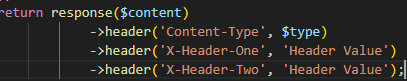 return response($content)
->header('Content-Type', $type)
->header('X-Header-One', 'Header Value')
->header('X-Header-Two', 'Header Value');